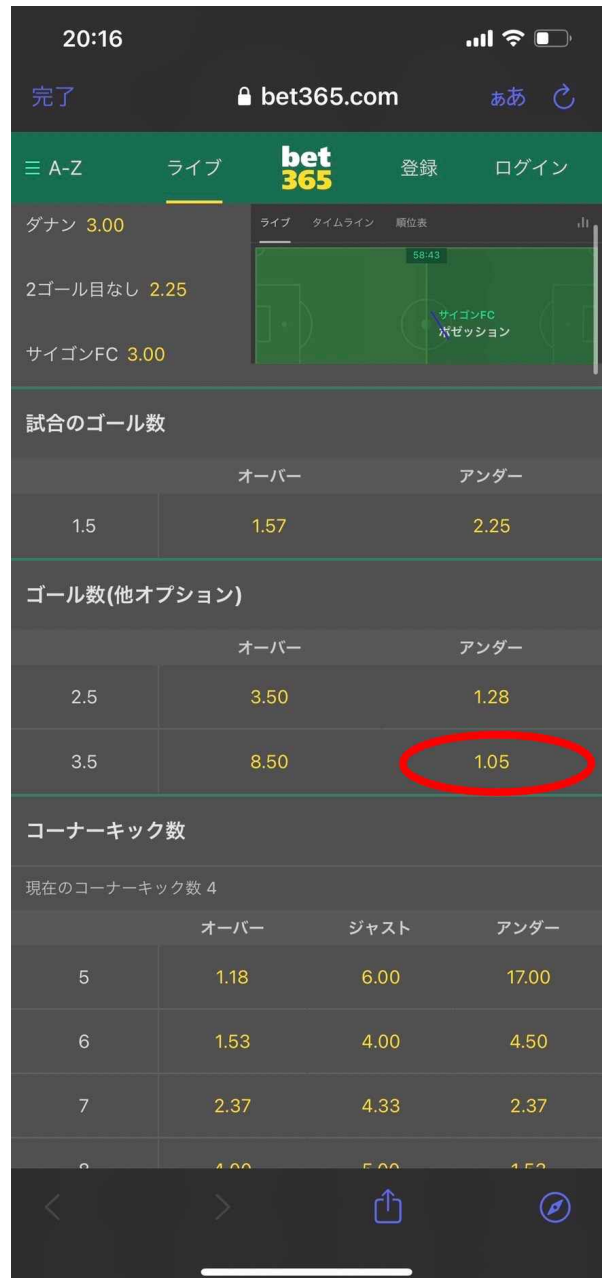 20:16
完了 bet365.com ぁあ
A-Z ライブ bet365 登録 ログイン
ダナン 3.00
2ゴール目なし 2.25
サイゴンFC 3.00
ライブ タイムライン 順位表
58:43
サイゴンFC
ポゼッション
試合のゴール数
オーバー アンダー
1.5 1.57 2.25
ゴール数(他オプション)
オーバー アンダー
2.5 3.50 1.28
3.5 8.50 1.05
コーナーキック数
現在のコーナーキック数 4
オーバー ジャスト アンダー
5 1.18 6.00 17.00
6 1.53 4.00 4.50
7 2.37 4.33 2.37